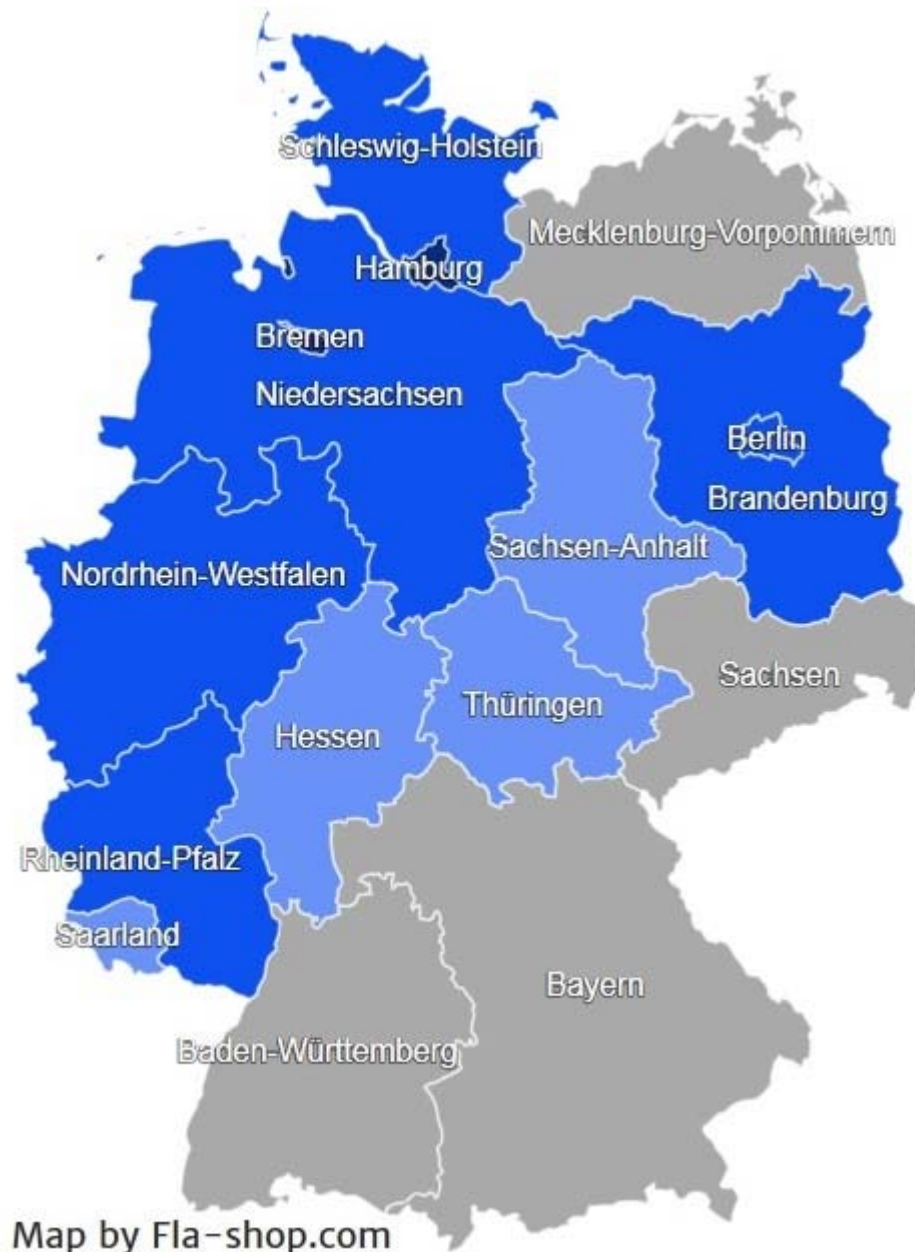 Schleswig-Holstein
Mecklenburg-Vorpommern
Hamburg
Bremen
Niedersachsen
Berlin
Brandenburg
Sachsen-Anhalt
Nordrhein-Westfalen
Sachsen
Thüringen
Hessen
Rheinland-Pfalz
Saarland
Bayern
Baden-Württemberg
Map by Fla-shop.com